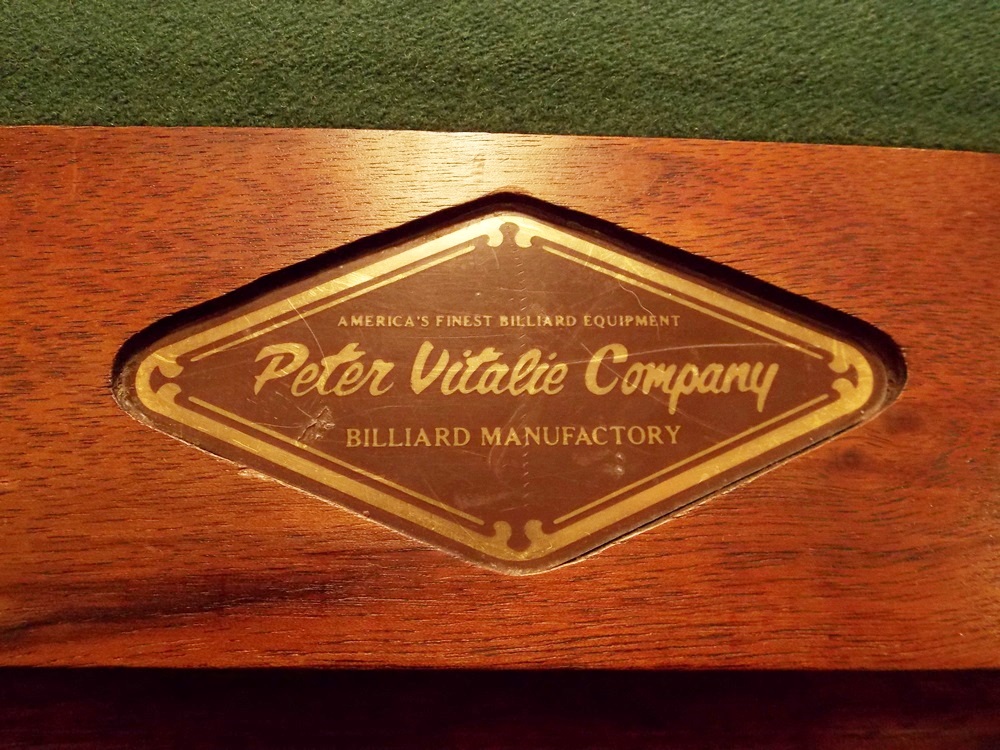 AMERICA'S FINEST BILLIARD EQUIPMENT
Peter Vitalie Company
BILLIARD MANUFACTORY